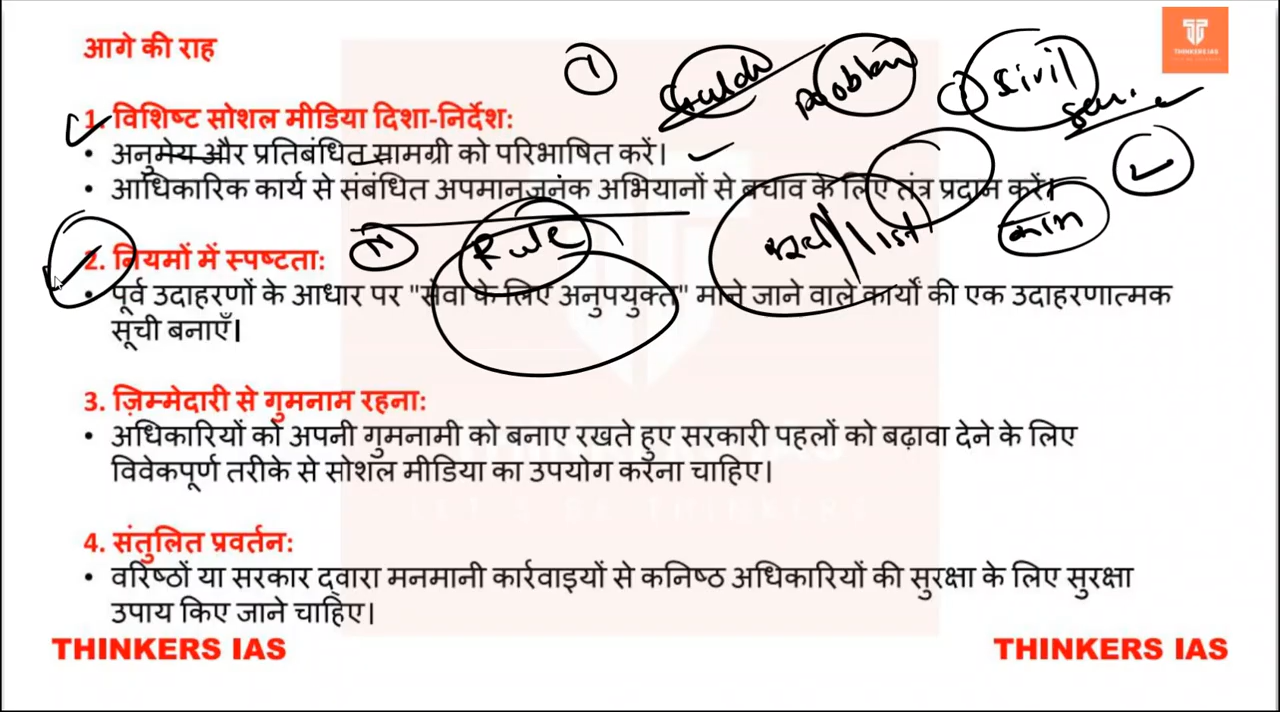 आगे की राह
THINKERS IAS
1. विशिष्ट सोशल मीडिया दिशा-निर्देश:
• अनुमेय और प्रतिबंधित सामग्री को परिभाषित करें।
• आधिकारिक कार्य से संबंधित अपमानजनक अभियानों से बचाव के लिए तंत्र प्रदान करें।
problem
civil
Rule
list
2. नियमों में स्पष्टता:
• पूर्व उदाहरणों के आधार पर "सेवा के लिए अनुपयुक्त" माने जाने वाले कार्यों की एक उदाहरणात्मक
सूची बनाएँ।
3. ज़िम्मेदारी से गुमनाम रहना:
• अधिकारियों को अपनी गुमनामी को बनाए रखते हुए सरकारी पहलों को बढ़ावा देने के लिए
विवेकपूर्ण तरीके से सोशल मीडिया का उपयोग करना चाहिए।
4. संतुलित प्रवर्तन:
• वरिष्ठों या सरकार द्वारा मनमानी कार्रवाइयों से कनिष्ठ अधिकारियों की सुरक्षा के लिए सुरक्षा
उपाय किए जाने चाहिए।
THINKERS IAS
THINKERS IAS